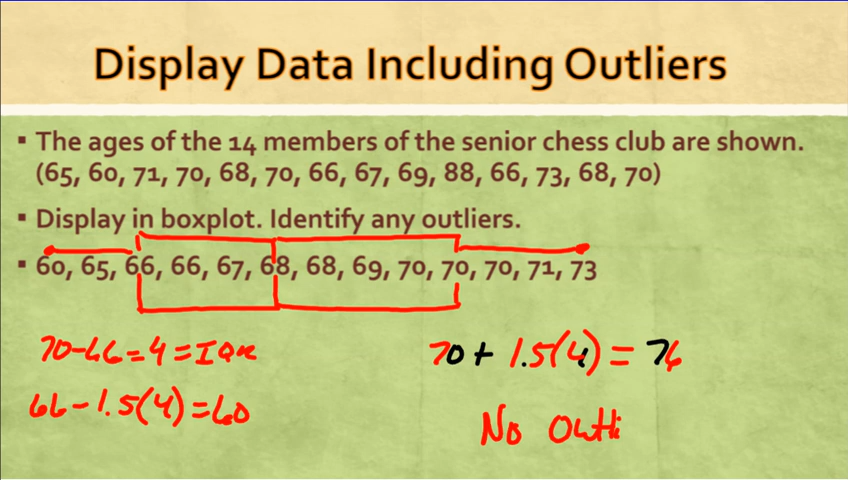 Display Data Including Outliers
▪ The ages of the 14 members of the senior chess club are shown.
(65, 60, 71, 70, 68, 70, 66, 67, 69, 88, 66, 73, 68, 70)
▪ Display in boxplot. Identify any outliers.
▪ 60, 65, 66, 66, 67, 68, 68, 69, 70, 70, 70, 71, 73
70-66=4=IQR
66-1.5(4)=60
70+1.5(4)=76
No Outli